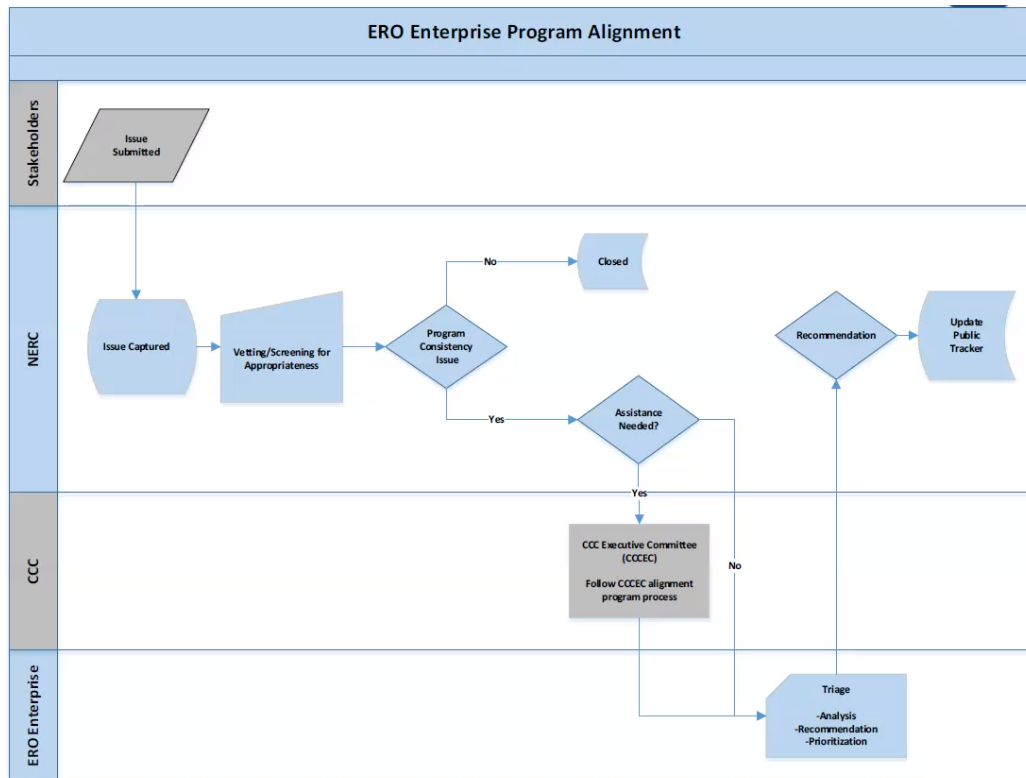 ERO Enterprise Program Alignment
Stakeholders
Issue
Submitted
NERC
Issue Captured
Vetting/Screening for
Appropriateness
Program
Consistency
Issue
No
Closed
Yes
Assistance
Needed?
Recommendation
Update
Public
Tracker
Yes
CCC
CCC Executive Committee
(CCCEC)
Follow CCCEC alignment
program process
No
ERO Enterprise
Triage
-Analysis
-Recommendation
-Prioritization